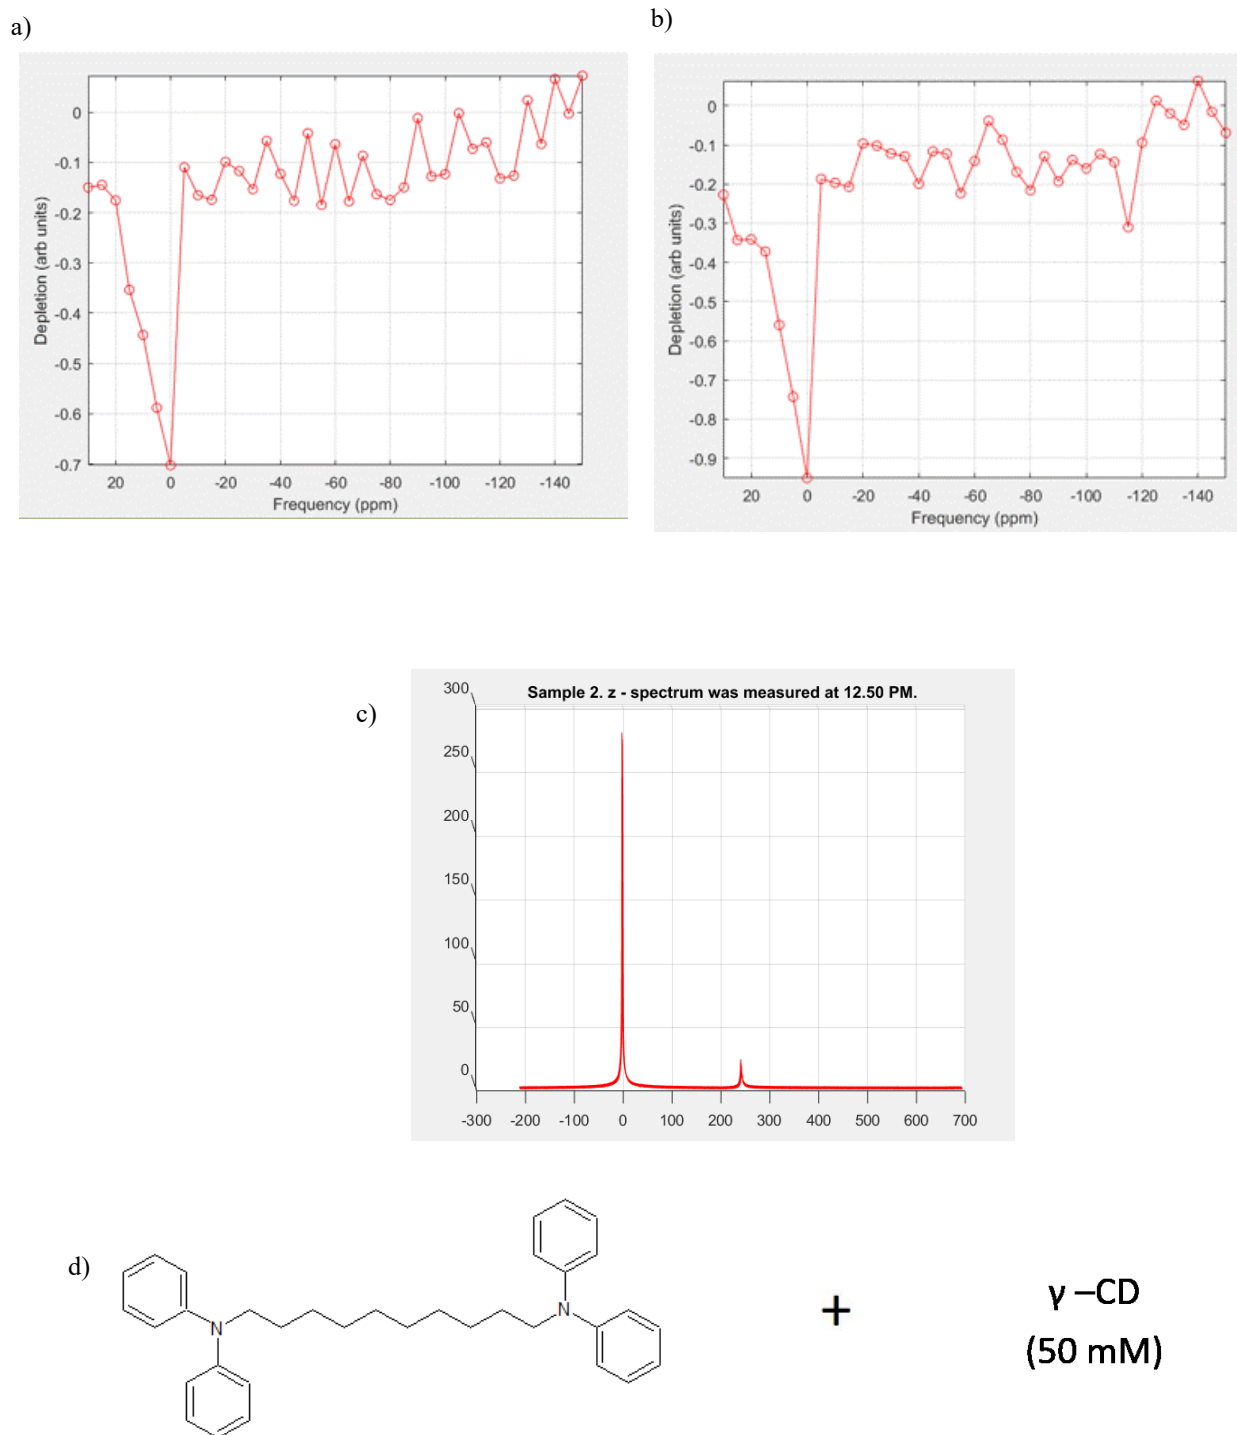 a)
b)
0
-0.1
-0.2
-0.3
-0.4
-0.5
-0.6
-0.7
Depletion (arb units)
20 0 -20 -40 -60 -80 -100 -120 -140
Frequency (ppm)
0
-0.1
-0.2
-0.3
-0.4
-0.5
-0.6
-0.7
-0.8
-0.9
Depletion (arb units)
20 0 -20 -40 -60 -80 -100 -120 -140
Frequency (ppm)
c)
Sample 2. z - spectrum was measured at 12.50 PM.
300
250
200
150
100
50
0
-300 -200 -100 0 100 200 300 400 500 600 700
d)
N
N
+
γ –CD
(50 mM)